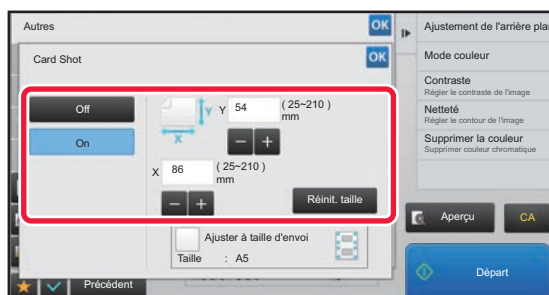 Autres
OK
Card Shot
OK
Off
On
Y
Y
54
( 25~210 )
mm
X
X
86
( 25~210 )
mm
Réinit. taille
Ajuster à taille d'envoi
Taille : A5
Précédent
Ajustement de l'arrière pla
Mode couleur
Contraste
Régler le contraste de l'image
Netteté
Régler le contour de l'image
Supprimer la couleur
Supprimer couleur chromatique
Aperçu
CA
Départ